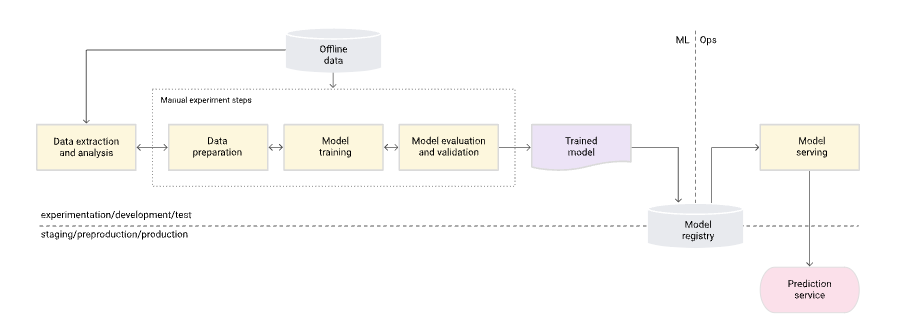 Offline
data
ML
Ops
Manual experiment steps
Data extraction
and analysis
Data
preparation
Model
training
Model evaluation
and validation
Trained
model
Model
serving
experimentation/development/test
staging/preproduction/production
Model
registry
Prediction
service